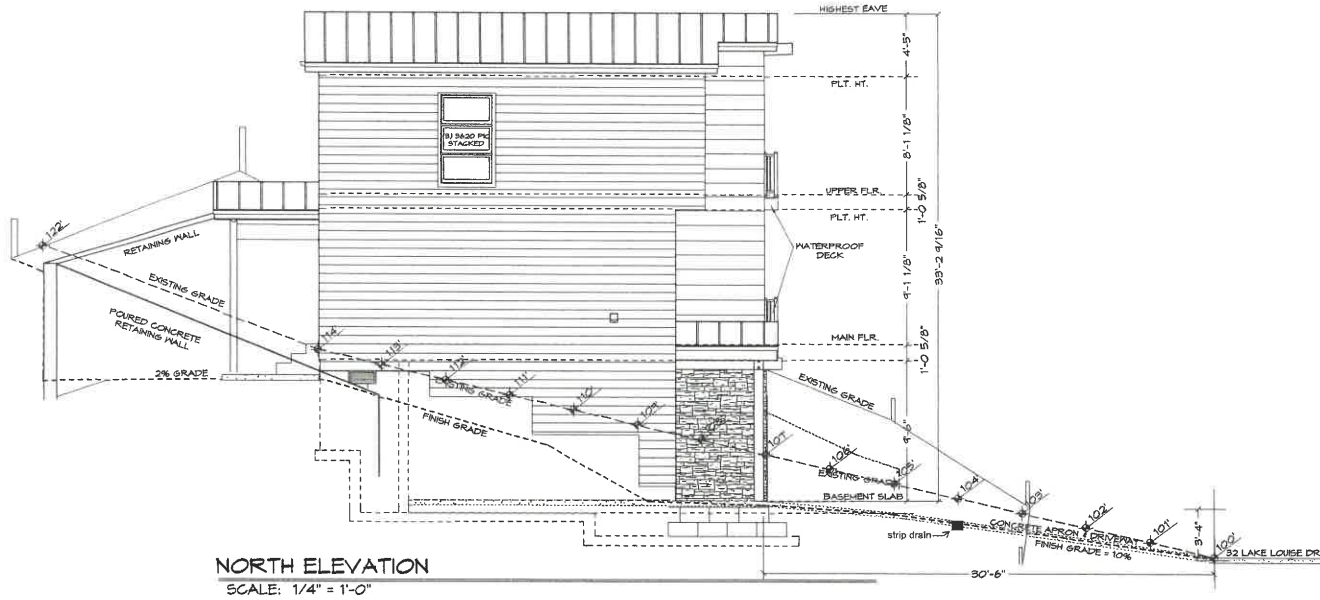 HIGHEST EAVE
4'-5"
PLT. HT.
(3) 3620 PIC
STACKED
8'-1 1/8"
UPPER FLR.
1'-0 5/8"
PLT. HT.
33'-2 9/16"
WATERPROOF
DECK
9'-1 1/8"
122'
RETAINING WALL
EXISTING GRADE
POURED CONCRETE
RETAINING WALL
2% GRADE
MAIN FLR.
1'-0 5/8"
114'
113'
112'
111'
110'
109'
EXISTING GRADE
FINISH GRADE
EXISTING GRADE
107'
106'
105'
104'
103'
102'
101'
100'
EXISTING GRADE
BASEMENT SLAB
3'-4"
strip drain
CONCRETE APRON & DRIVEWAY
FINISH GRADE = 10%
32 LAKE LOUISE DR
30'-6"
NORTH ELEVATION
SCALE: 1/4" = 1'-0"